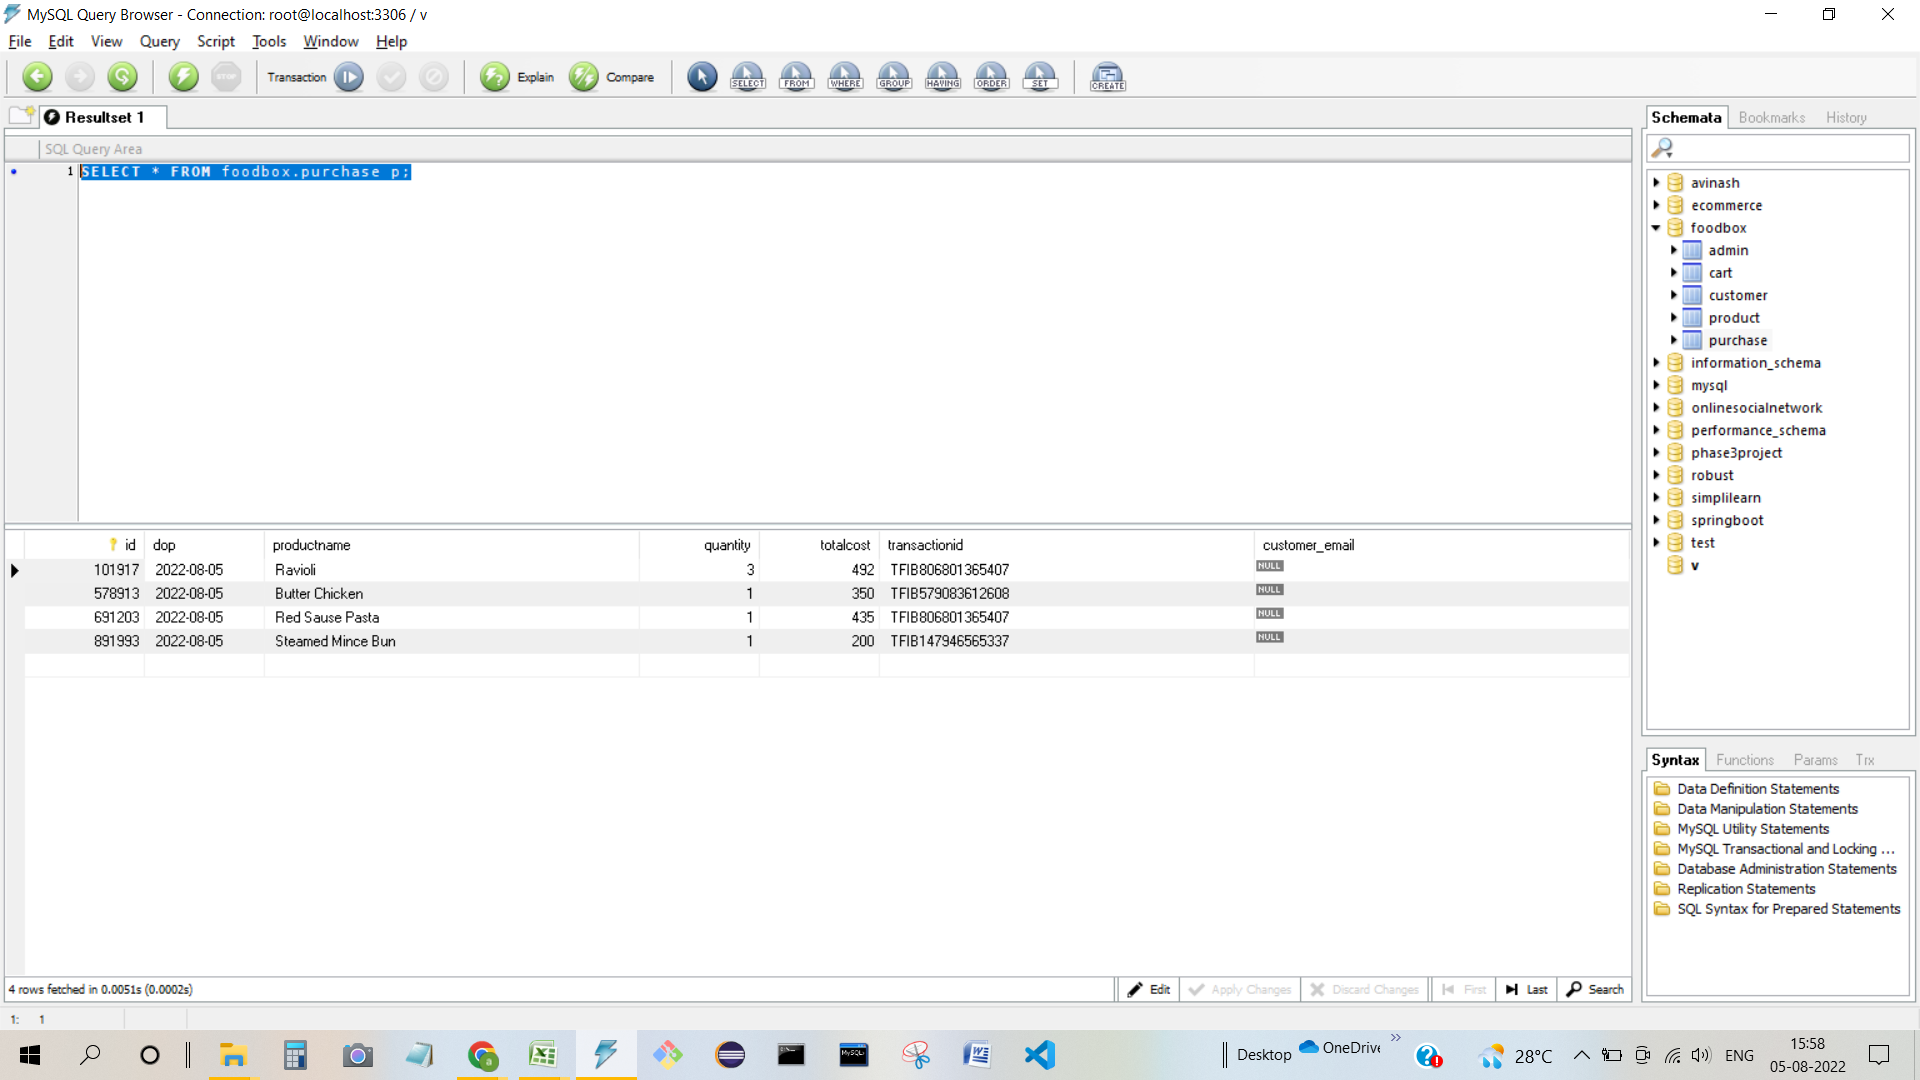 MySQL Query Browser - Connection: root@localhost:3306 / v
File Edit View Query Script Tools Window Help
STOP Transaction Explain Compare SELECT FROM WHERE GROUP HAVING ORDER SET CREATE
Resultset 1
SQL Query Area
1 SELECT * FROM foodbox.purchase p;
id dop productname quantity totalcost transactionid customer_email
101917 2022-08-05 Ravioli 3 492 TFIB806801365407 NULL
578913 2022-08-05 Butter Chicken 1 350 TFIB579083612608 NULL
691203 2022-08-05 Red Sause Pasta 1 435 TFIB806801365407 NULL
891993 2022-08-05 Steamed Mince Bun 1 200 TFIB147946565337 NULL
4 rows fetched in 0.0051s (0.0002s) Edit Apply Changes Discard Changes First Last Search
1: 1
Schemata Bookmarks History
avinash
ecommerce
foodbox
admin
cart
customer
product
purchase
information_schema
mysql
onlinesocialnetwork
performance_schema
phase3project
robust
simplilearn
springboot
test
v
Syntax Functions Params Trx
Data Definition Statements
Data Manipulation Statements
MySQL Utility Statements
MySQL Transactional and Locking ...
Database Administration Statements
Replication Statements
SQL Syntax for Prepared Statements
Desktop OneDrive 28°C ENG 15:58
05-08-2022